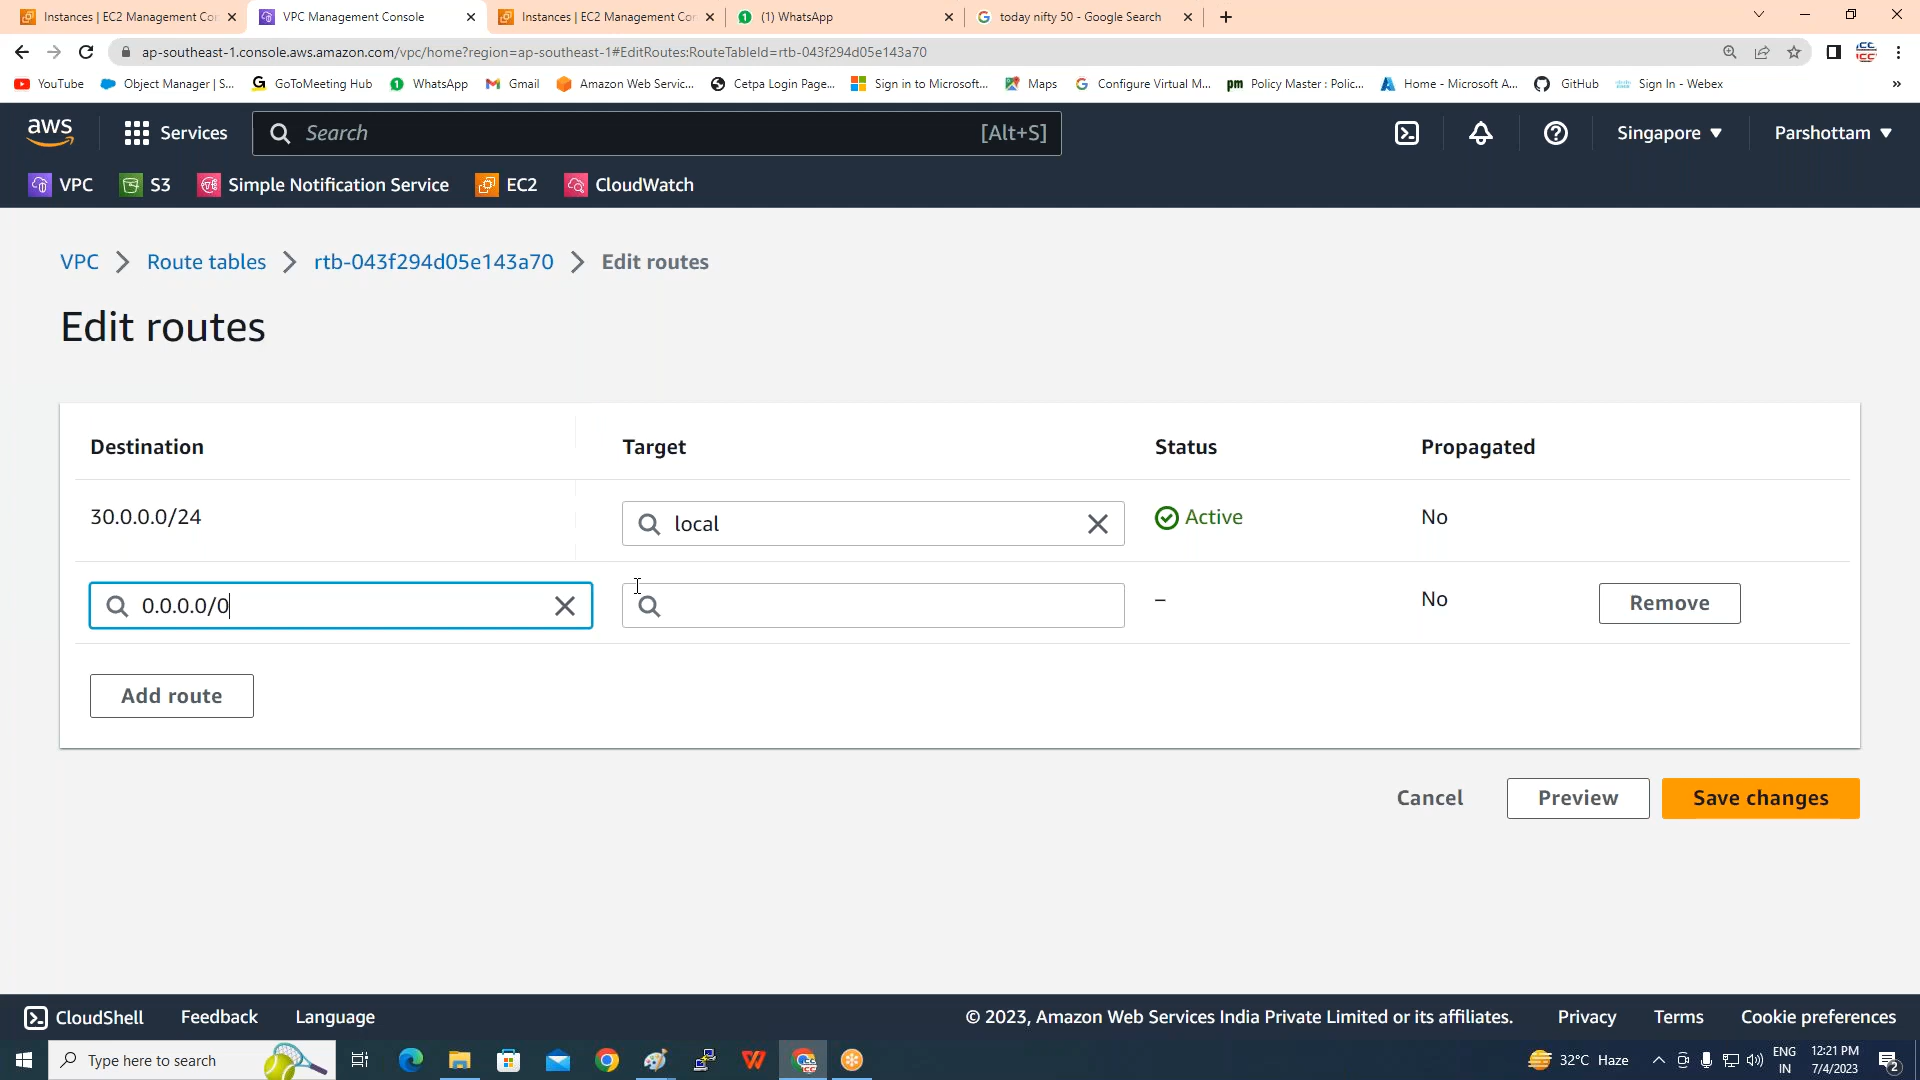 Instances | EC2 Management Cor
VPC Management Console
Instances | EC2 Management Cor
(1) WhatsApp
today nifty 50 - Google Search
ap-southeast-1.console.aws.amazon.com/vpc/home?region=ap-southeast-1#EditRoutes:RouteTableId=rtb-043f294d05e143a70
YouTube
Object Manager | S...
GoToMeeting Hub
WhatsApp
Gmail
Amazon Web Servic...
Cetpa Login Page...
Sign in to Microsoft...
Maps
Configure Virtual M...
pm Policy Master : Polic...
Home - Microsoft A...
GitHub
Sign In - Webex
»
aws
Services
Search
[Alt+S]
Singapore
Parshottam
VPC
S3
Simple Notification Service
EC2
CloudWatch
VPC
Route tables
rtb-043f294d05e143a70
Edit routes
Edit routes
Destination
Target
Status
Propagated
30.0.0.0/24
local
Active
No
0.0.0.0/0
–
No
Remove
Add route
Cancel
Preview
Save changes
CloudShell
Feedback
Language
© 2023, Amazon Web Services India Private Limited or its affiliates.
Privacy
Terms
Cookie preferences
Type here to search
32°C Haze
ENG
IN
12:21 PM
7/4/2023
2